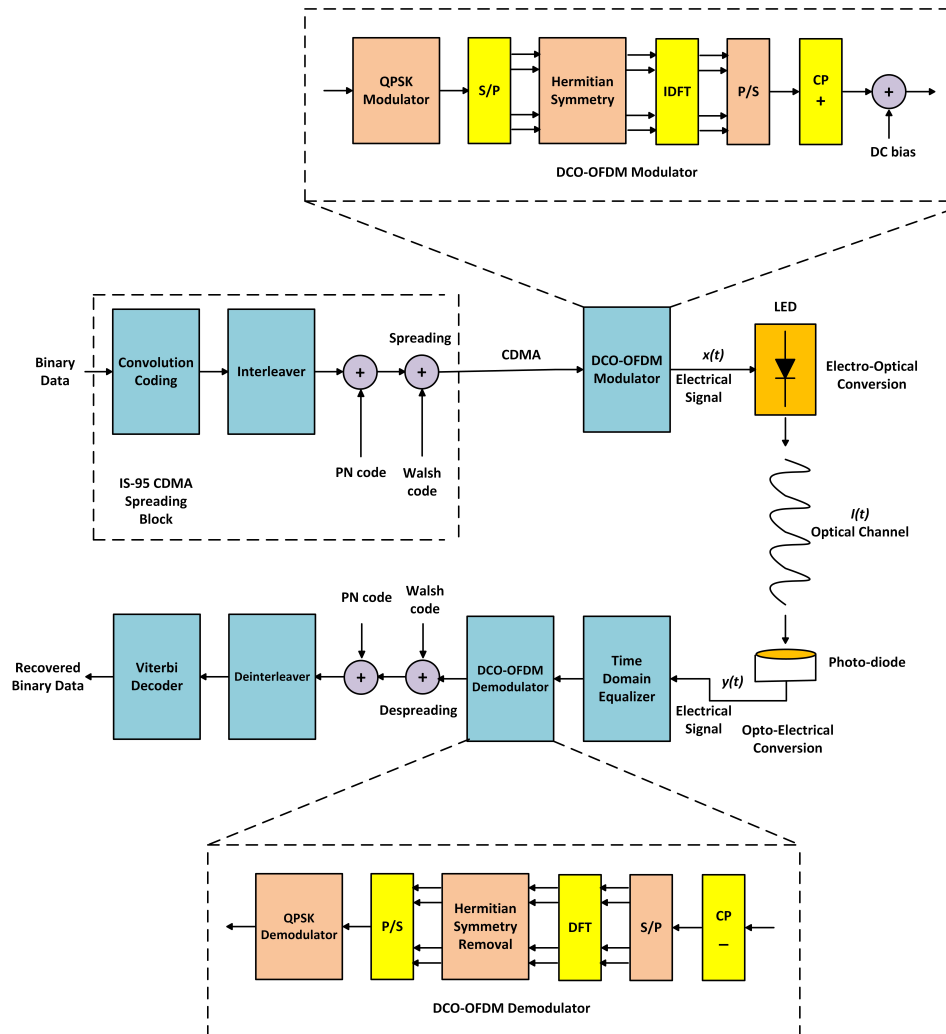 QPSK
Modulator
S/P
Hermitian
Symmetry
IDFT
P/S
CP
+
+
DC bias
DCO-OFDM Modulator
Binary
Data
Convolution
Coding
Interleaver
+
Spreading
+
PN code
Walsh
code
IS-95 CDMA
Spreading
Block
CDMA
DCO-OFDM
Modulator
x(t)
Electrical
Signal
LED
Electro-Optical
Conversion
I(t)
Optical Channel
Photo-diode
Opto-Electrical
Conversion
y(t)
Electrical
Signal
Time
Domain
Equalizer
DCO-OFDM
Demodulator
Walsh
code
PN code
+
+
Despreading
Deinterleaver
Viterbi
Decoder
Recovered
Binary Data
QPSK
Demodulator
P/S
Hermitian
Symmetry
Removal
DFT
S/P
CP
–
DCO-OFDM Demodulator